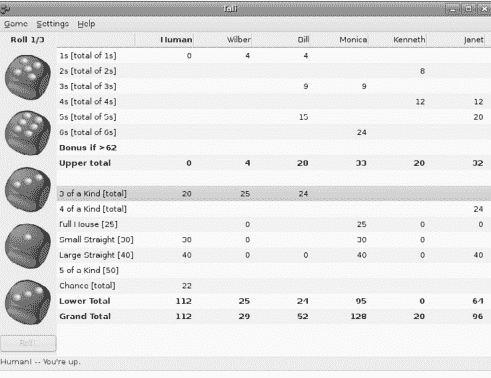 Tali
Game Settings Help
Roll 1/3 Human Wilber Bill Monica Kenneth Janet
1s [total of 1s] 0 4 4
2s [total of 2s] 8
3s [total of 3s] 9 9
4s [total of 4s] 12 12
5s [total of 5s] 15 20
6s [total of 6s] 24
Bonus if >62
Upper total 0 4 28 33 20 32
3 of a Kind [total] 20 25 24
4 of a Kind [total] 24
Full House [25] 0 25 0 0
Small Straight [30] 30 0 30 0
Large Straight [40] 40 0 0 40 0 40
5 of a Kind [50]
Chance [total] 22
Lower Total 112 25 24 95 0 64
Grand Total 112 29 52 128 20 96
Roll!
Human! -- You're up.